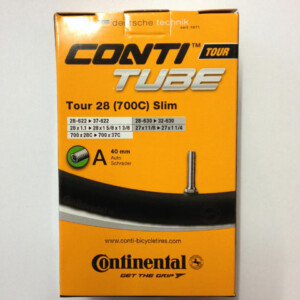 deutsche technik
CONTI™ TOUR
TUBE
Tour 28 (700C) Slim
28-622 ▸ 37-622
28-630 ▸ 32-630
28 x 1.1 ▸ 28 x 1 5/8 x 1 3/8
27 x 1 1/8 ▸ 27 x 1 1/4
700 x 28C ▸ 700 x 37C
A
40 mm
Auto
Schrader
www.conti-bicycletires.com
Continental
GET THE GRIP